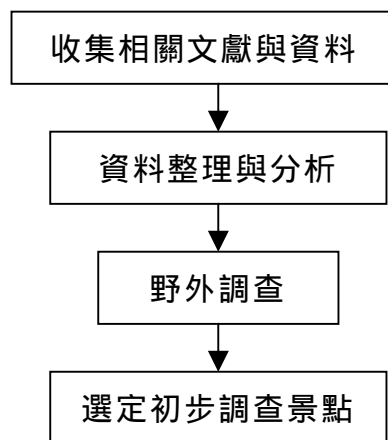 收集相關文獻與資料
資料整理與分析
野外調查
選定初步調查景點